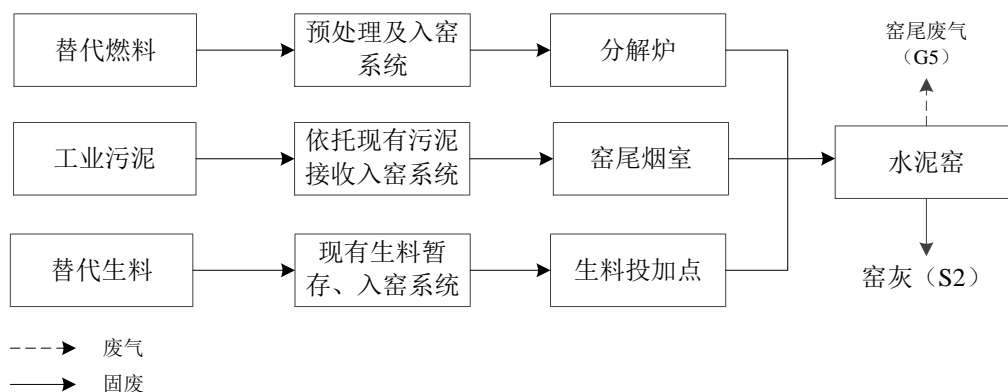 替代燃料
预处理及入窑
系统
分解炉
窑尾废气
（G5）
工业污泥
依托现有污泥
接收入窑系统
窑尾烟室
水泥窑
替代生料
现有生料暂
存、入窑系统
生料投加点
窑灰（S2）
废气
固废